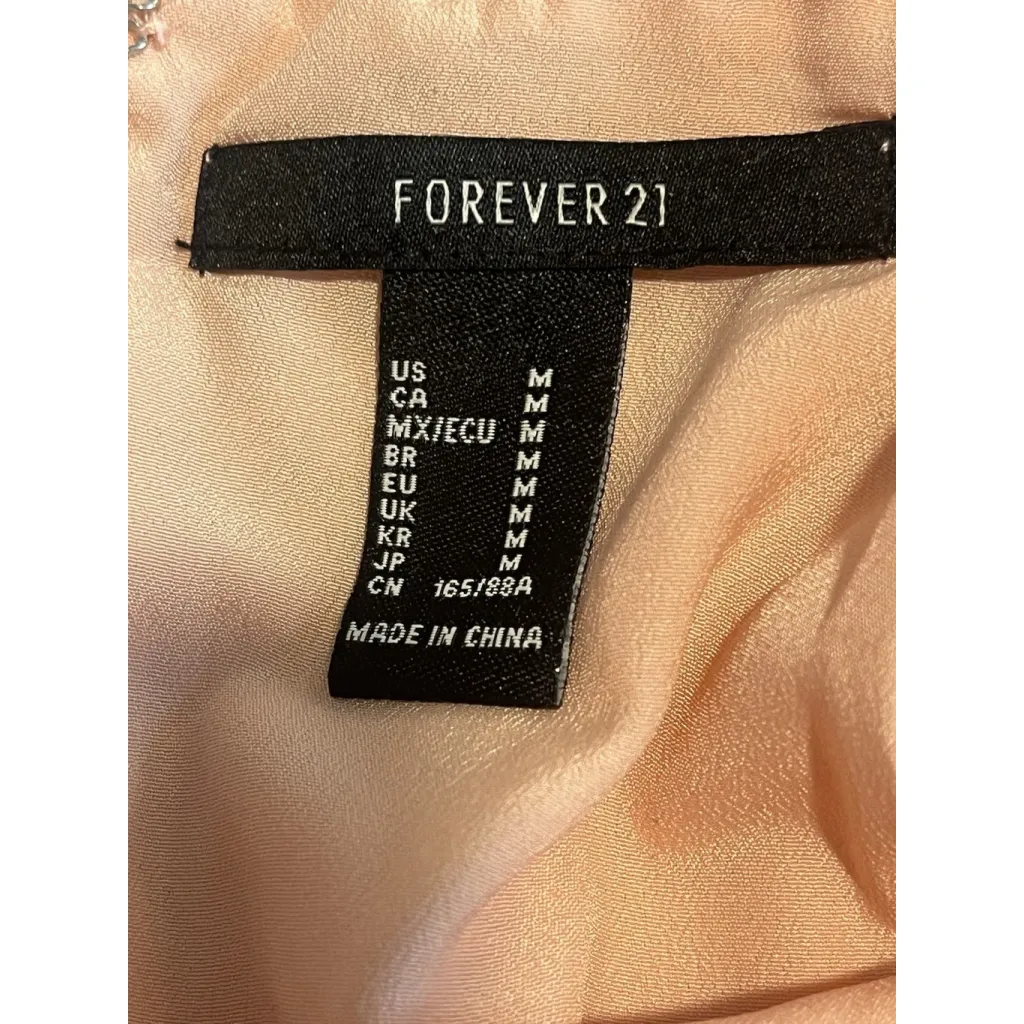 FOREVER 21
US M
CA M
MX/ECU M
BR M
EU M
UK M
KR M
JP M
CN 165/88A
MADE IN CHINA